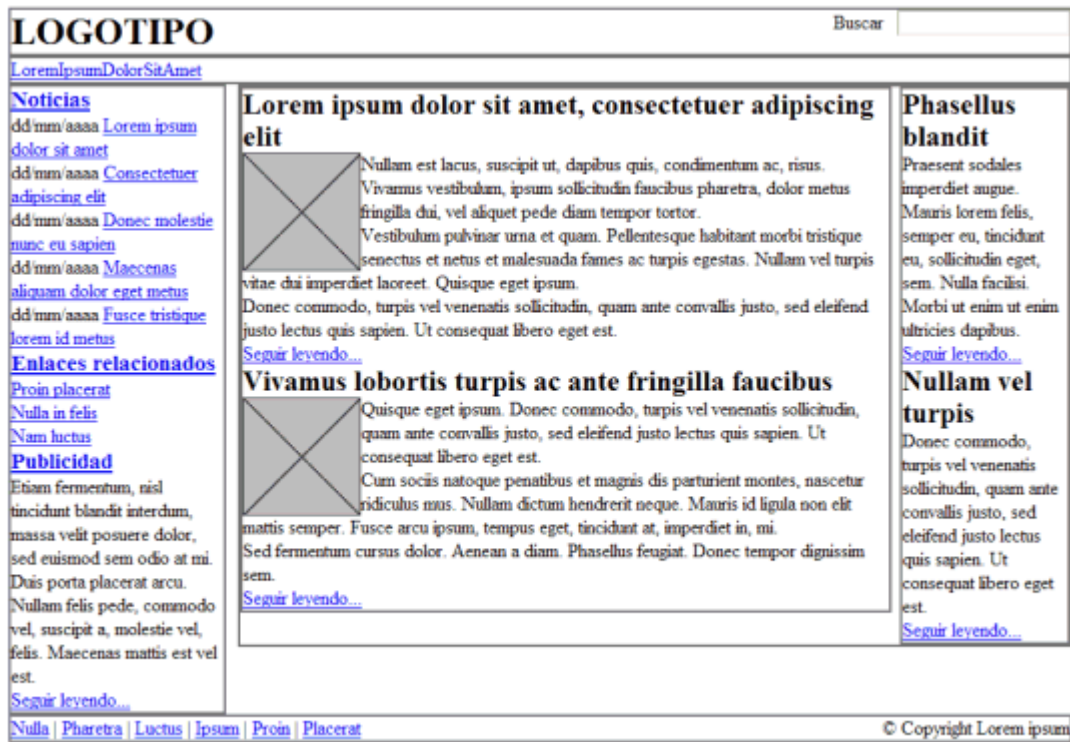 LOGOTIPO
Buscar
LoremIpsumDolorSitAmet
Noticias
dd/mm/aaaa Lorem ipsum
dolor sit amet
dd/mm/aaaa Consectetuer
adipiscing elit
dd/mm/aaaa Donec molestie
nunc eu sapien
dd/mm/aaaa Maecenas
aliquam dolor eget metus
dd/mm/aaaa Fusce tristique
lorem id metus
Enlaces relacionados
Proin placerat
Nulla in felis
Nam luctus
Publicidad
Etiam fermentum, nisl
tincidunt blandit interdum,
massa velit posuere dolor,
sed euismod sem odio at mi.
Duis porta placerat arcu.
Nullam felis pede, commodo
vel, suscipit a, molestie vel,
felis. Maecenas mattis est vel
est.
Seguir leyendo...
Lorem ipsum dolor sit amet, consectetuer adipiscing
elit
Nullam est lacus, suscipit ut, dapibus quis, condimentum ac, risus.
Vivamus vestibulum, ipsum sollicitudin faucibus pharetra, dolor metus
fringilla dui, vel aliquet pede diam tempor tortor.
Vestibulum pulvinar urna et quam. Pellentesque habitant morbi tristique
senectus et netus et malesuada fames ac turpis egestas. Nullam vel turpis
vitae dui imperdiet laoreet. Quisque eget ipsum.
Donec commodo, turpis vel venenatis sollicitudin, quam ante convallis justo, sed eleifend
justo lectus quis sapien. Ut consequat libero eget est.
Seguir leyendo...
Vivamus lobortis turpis ac ante fringilla faucibus
Quisque eget ipsum. Donec commodo, turpis vel venenatis sollicitudin,
quam ante convallis justo, sed eleifend justo lectus quis sapien. Ut
consequat libero eget est.
Cum sociis natoque penatibus et magnis dis parturient montes, nascetur
ridiculus mus. Nullam dictum hendrerit neque. Mauris id ligula non elit
mattis semper. Fusce arcu ipsum, tempus eget, tincidunt at, imperdiet in, mi.
Sed fermentum cursus dolor. Aenean a diam. Phasellus feugiat. Donec tempor dignissim
sem.
Seguir leyendo...
Phasellus
blandit
Praesent sodales
imperdiet augue.
Mauris lorem felis,
semper eu, tincidunt
eu, sollicitudin eget,
sem. Nulla facilisi.
Morbi ut enim ut enim
ultricies dapibus.
Seguir leyendo...
Nullam vel
turpis
Donec commodo,
turpis vel venenatis
sollicitudin, quam ante
convallis justo, sed
eleifend justo lectus
quis sapien. Ut
consequat libero eget
est.
Seguir leyendo...
Nulla | Pharetra | Luctus | Ipsum | Proin | Placerat
© Copyright Lorem ipsum